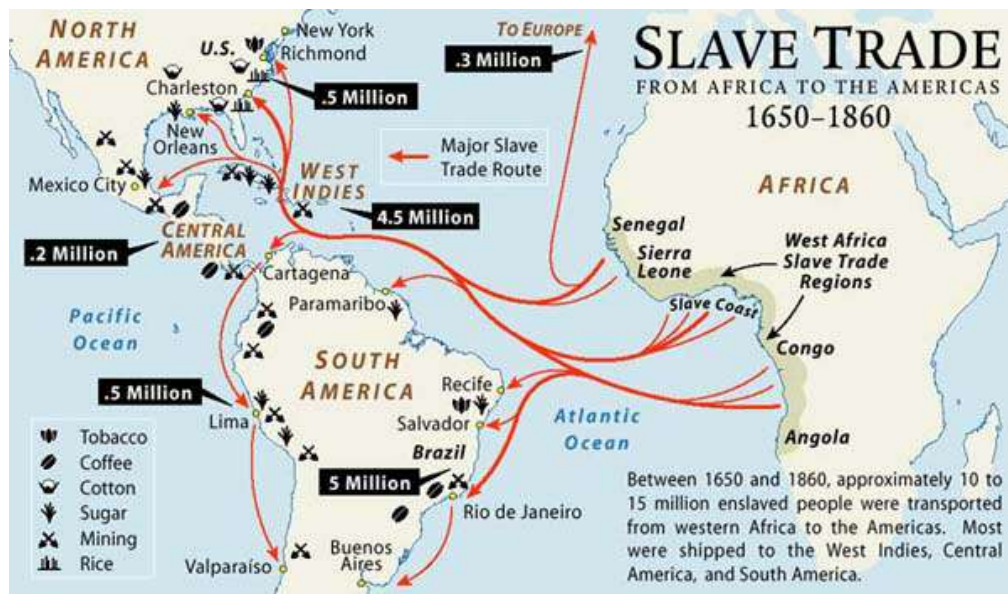 SLAVE TRADE
FROM AFRICA TO THE AMERICAS
1650–1860
NORTH
AMERICA
U.S.
New York
Richmond
Charleston
.5 Million
New
Orleans
Mexico City
WEST
INDIES
4.5 Million
CENTRAL
AMERICA
.2 Million
TO EUROPE
.3 Million
Major Slave
Trade Route
AFRICA
Senegal
Sierra
Leone
West Africa
Slave Trade
Regions
Slave Coast
Congo
Angola
Cartagena
Paramaribo
Pacific
Ocean
SOUTH
AMERICA
.5 Million
Lima
Recife
Salvador
Brazil
5 Million
Rio de Janeiro
Atlantic
Ocean
Buenos
Aires
Valparaíso
Tobacco
Coffee
Cotton
Sugar
Mining
Rice
Between 1650 and 1860, approximately 10 to
15 million enslaved people were transported
from western Africa to the Americas. Most
were shipped to the West Indies, Central
America, and South America.